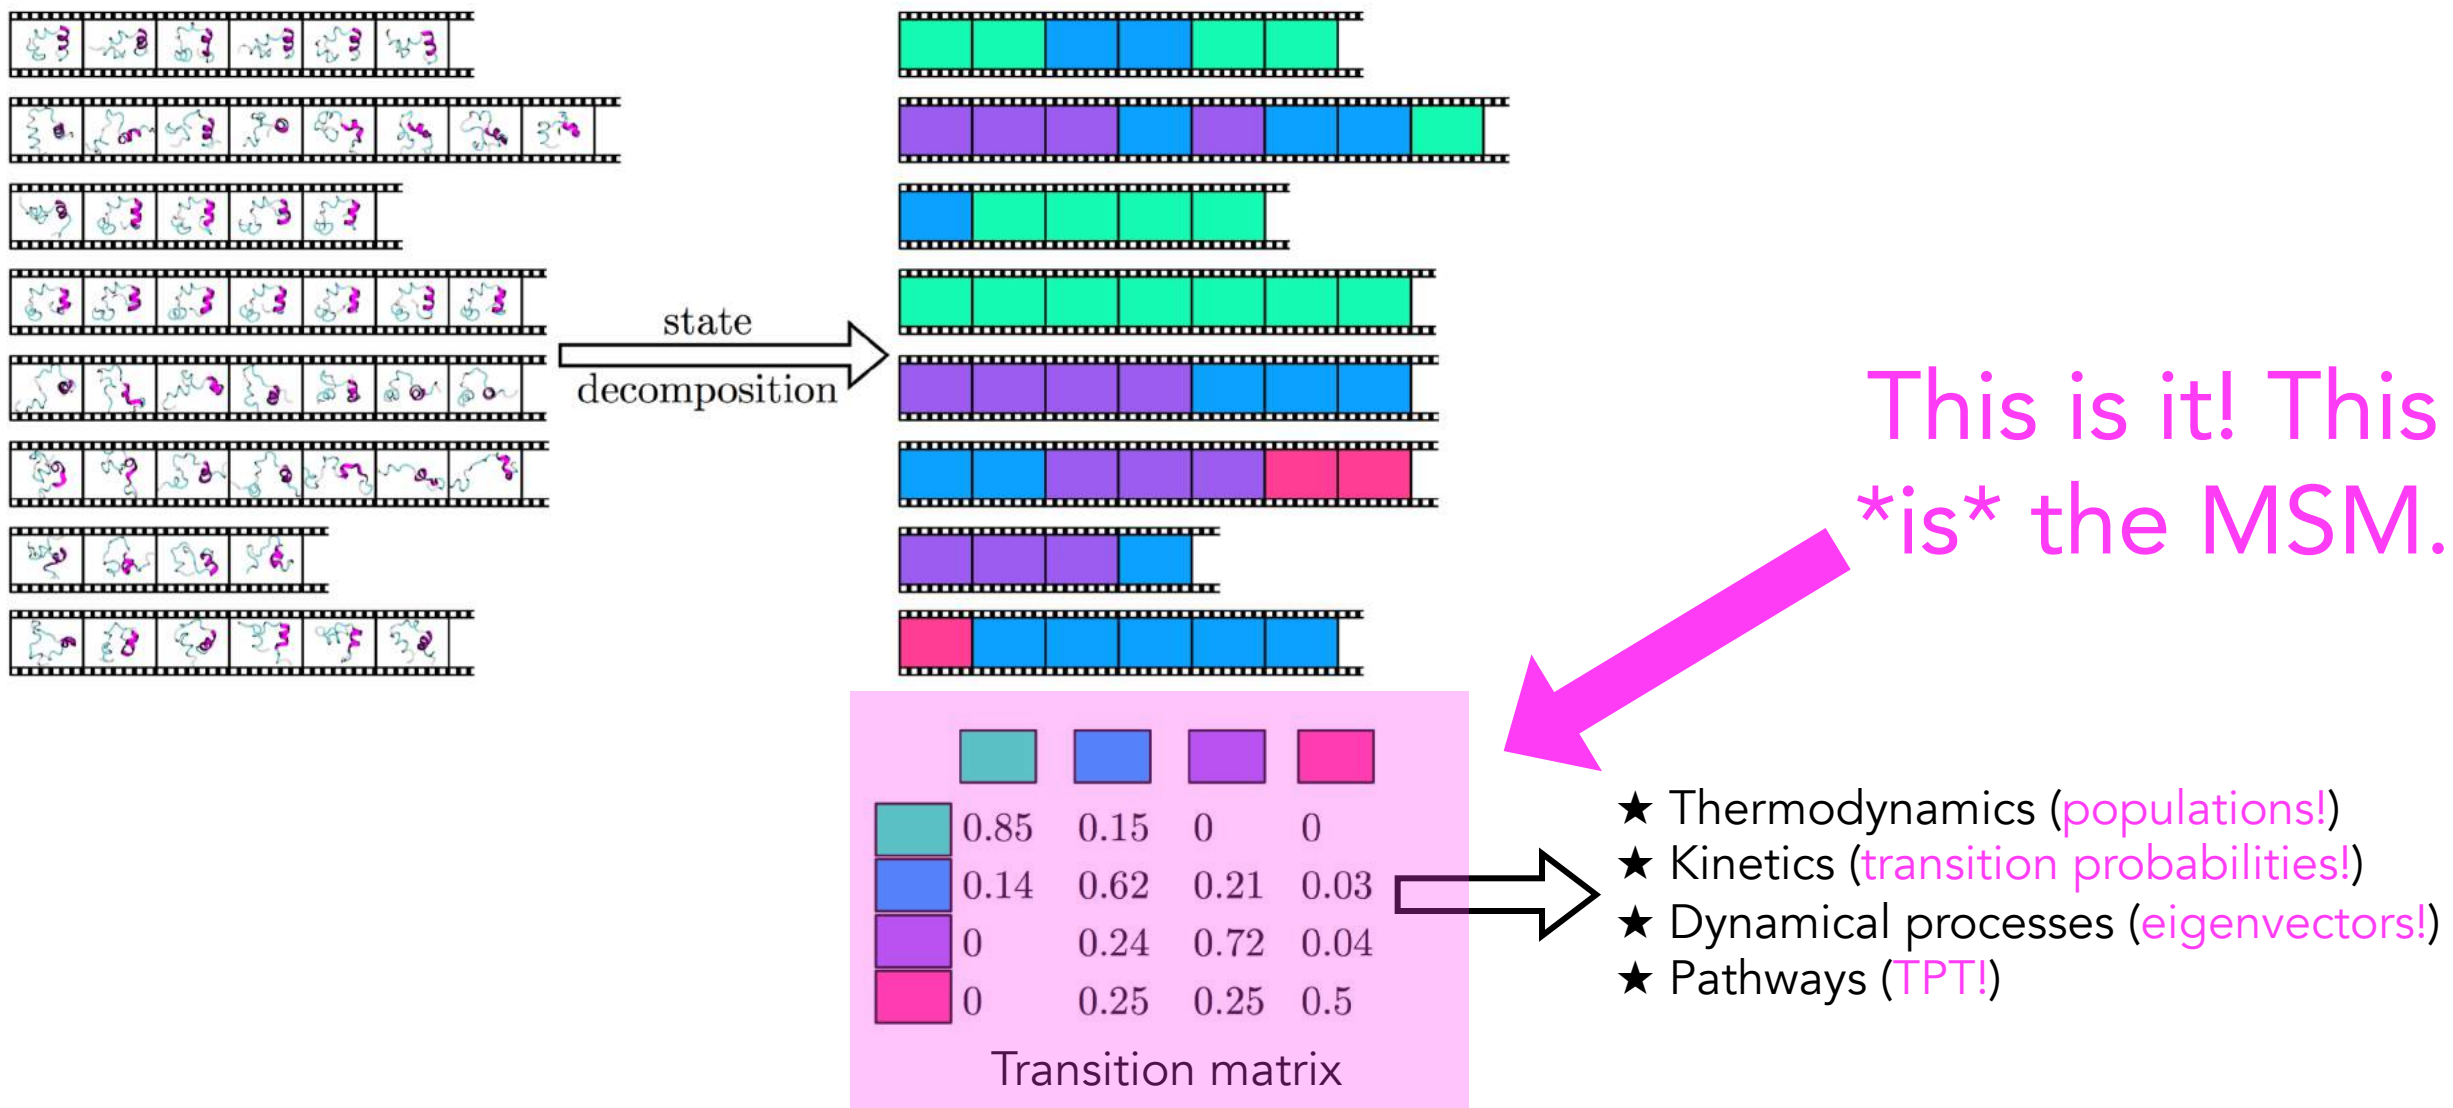 state
decomposition
This is it! This
*is* the MSM.
0.85 0.15 0 0
0.14 0.62 0.21 0.03
0 0.24 0.72 0.04
0 0.25 0.25 0.5
Transition matrix
★ Thermodynamics (populations!)
★ Kinetics (transition probabilities!)
★ Dynamical processes (eigenvectors!)
★ Pathways (TPT!)